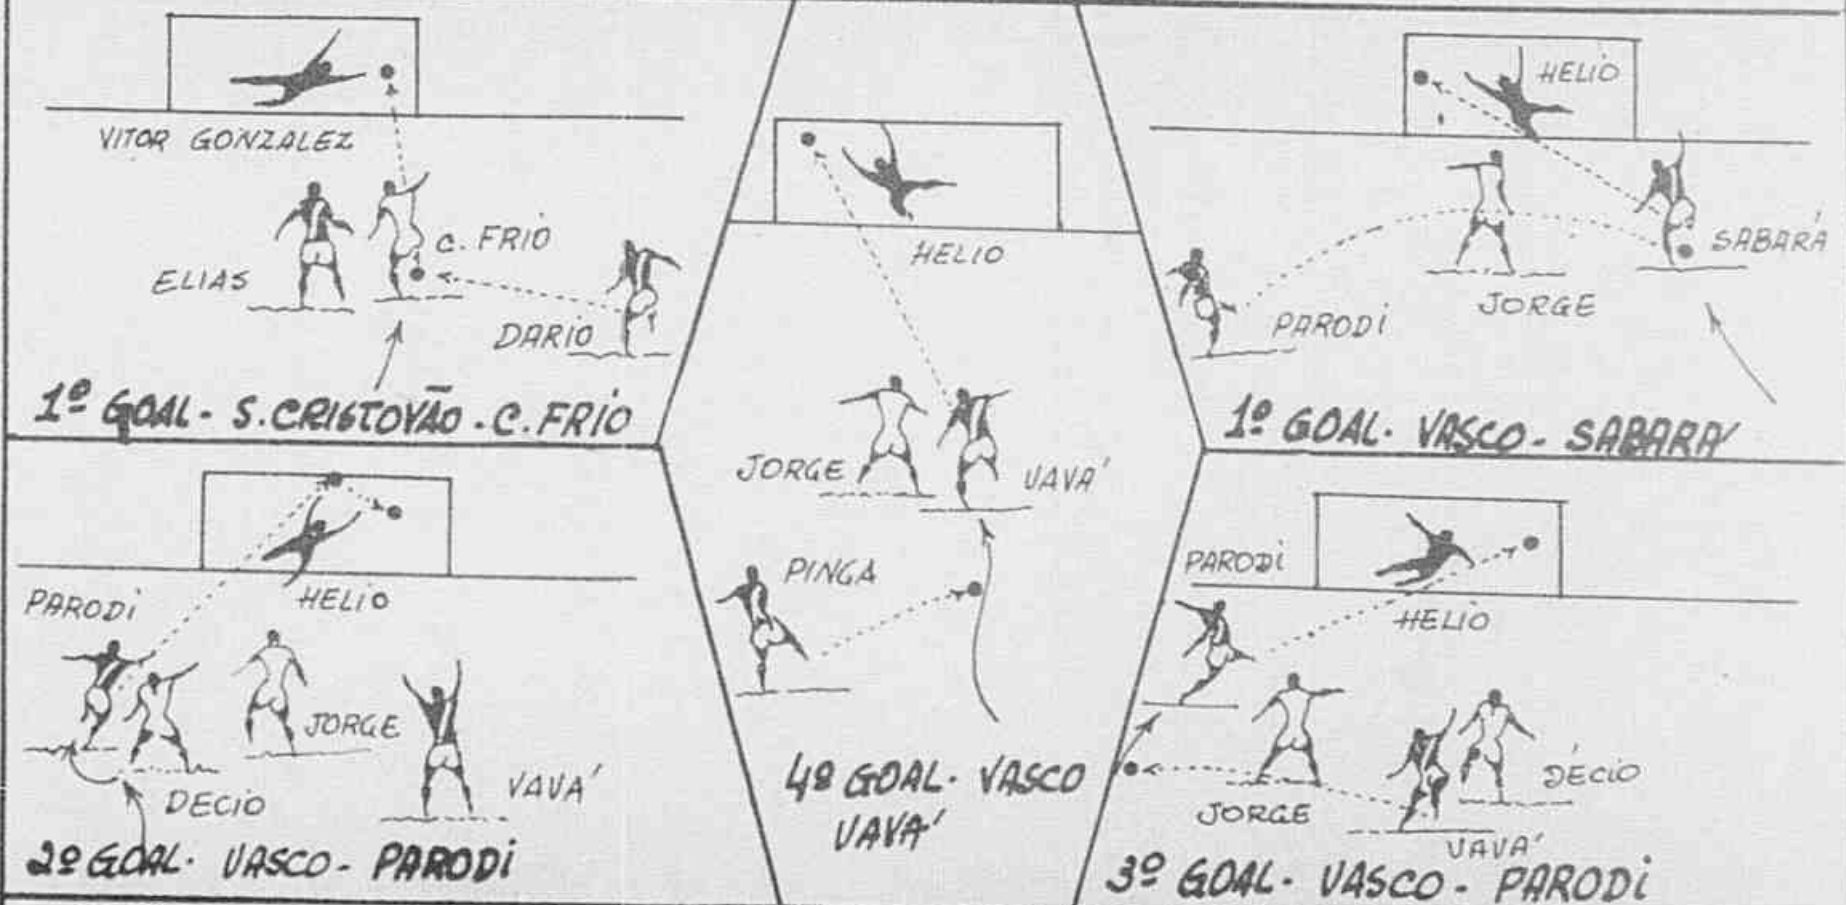 VITOR GONZALEZ
ELIAS
C. FRIO
DARIO
1º GOAL - S. CRISTOVÃO - C. FRIO
HELIO
SABARÁ
JORGE
PARODI
1º GOAL - VASCO - SABARA'
HELIO
JORGE
VAVA'
PINGA
4º GOAL - VASCO
VAVA'
PARODI
HELIO
JORGE
DECIO
VAVA'
2º GOAL - VASCO - PARODI
PARODI
HELIO
JORGE
DÉCIO
VAVA'
3º GOAL - VASCO - PARODI